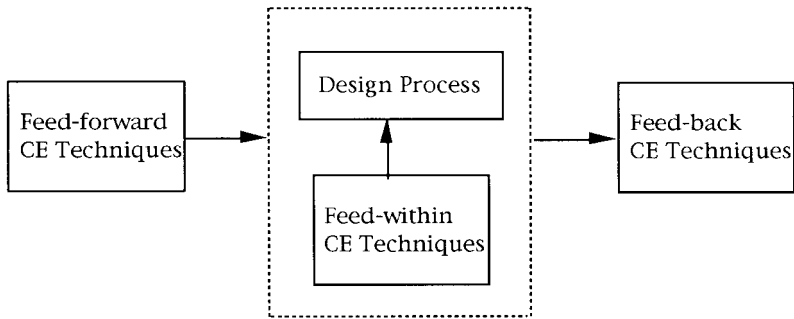 Feed-forward
CE Techniques
Design Process
Feed-within
CE Techniques
Feed-back
CE Techniques